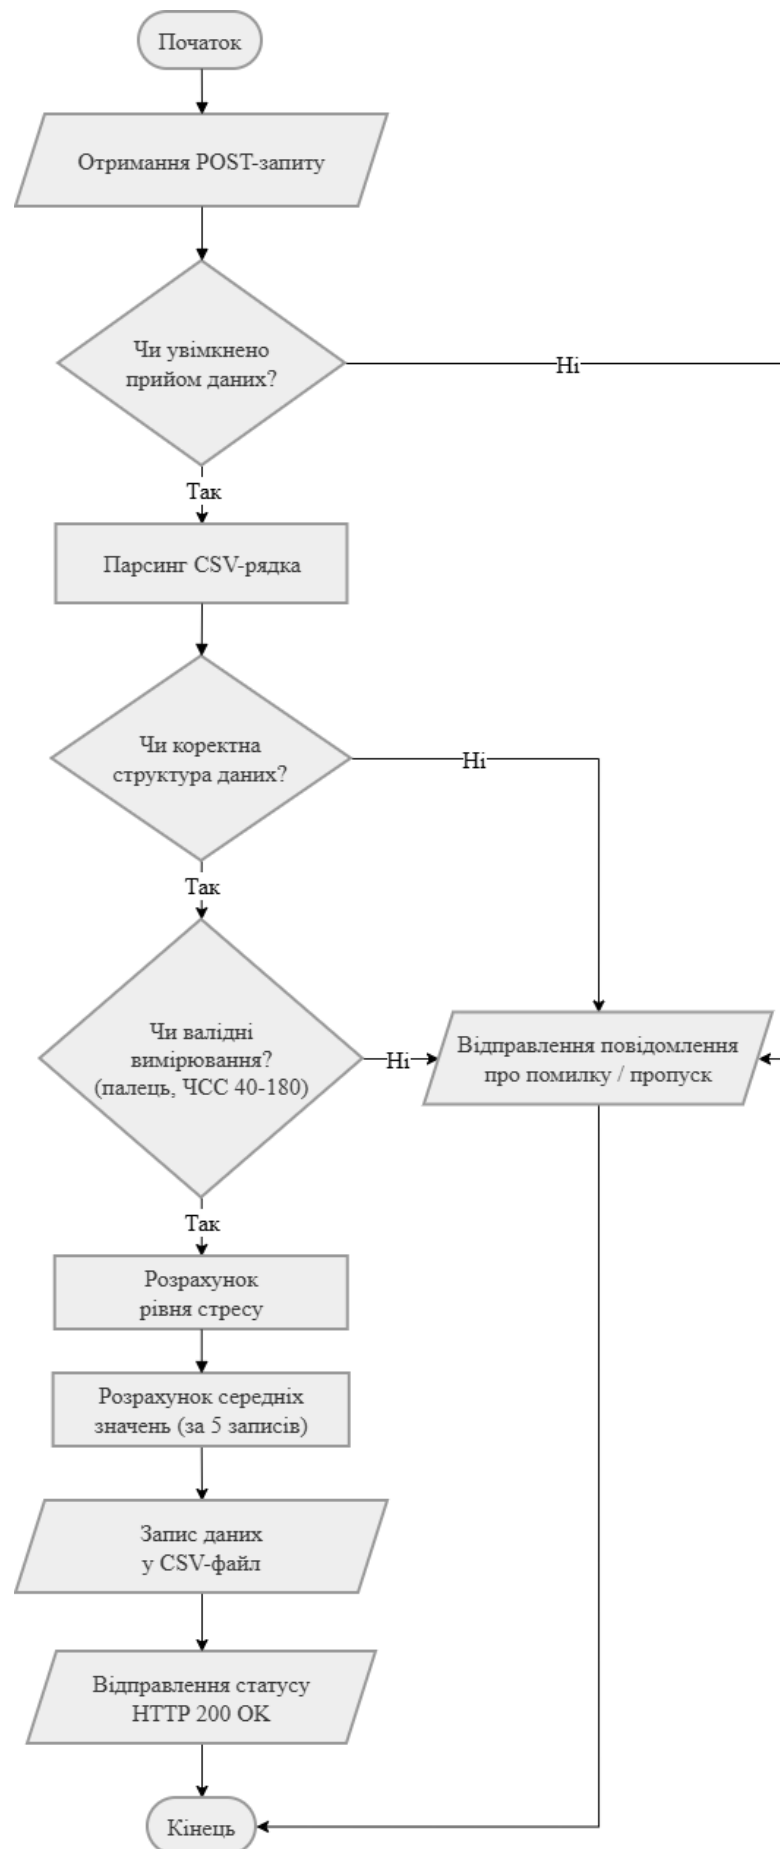 Початок
Отримання POST-запиту
Чи увімкнено
прийом даних?
Ні
Так
Парсинг CSV-рядка
Чи коректна
структура даних?
Ні
Так
Чи валідні
вимірювання?
(палець, ЧСС 40-180)
Ні
Відправлення повідомлення
про помилку / пропуск
Так
Розрахунок
рівня стресу
Розрахунок середніх
значень (за 5 записів)
Запис даних
у CSV-файл
Відправлення статусу
HTTP 200 OK
Кінець